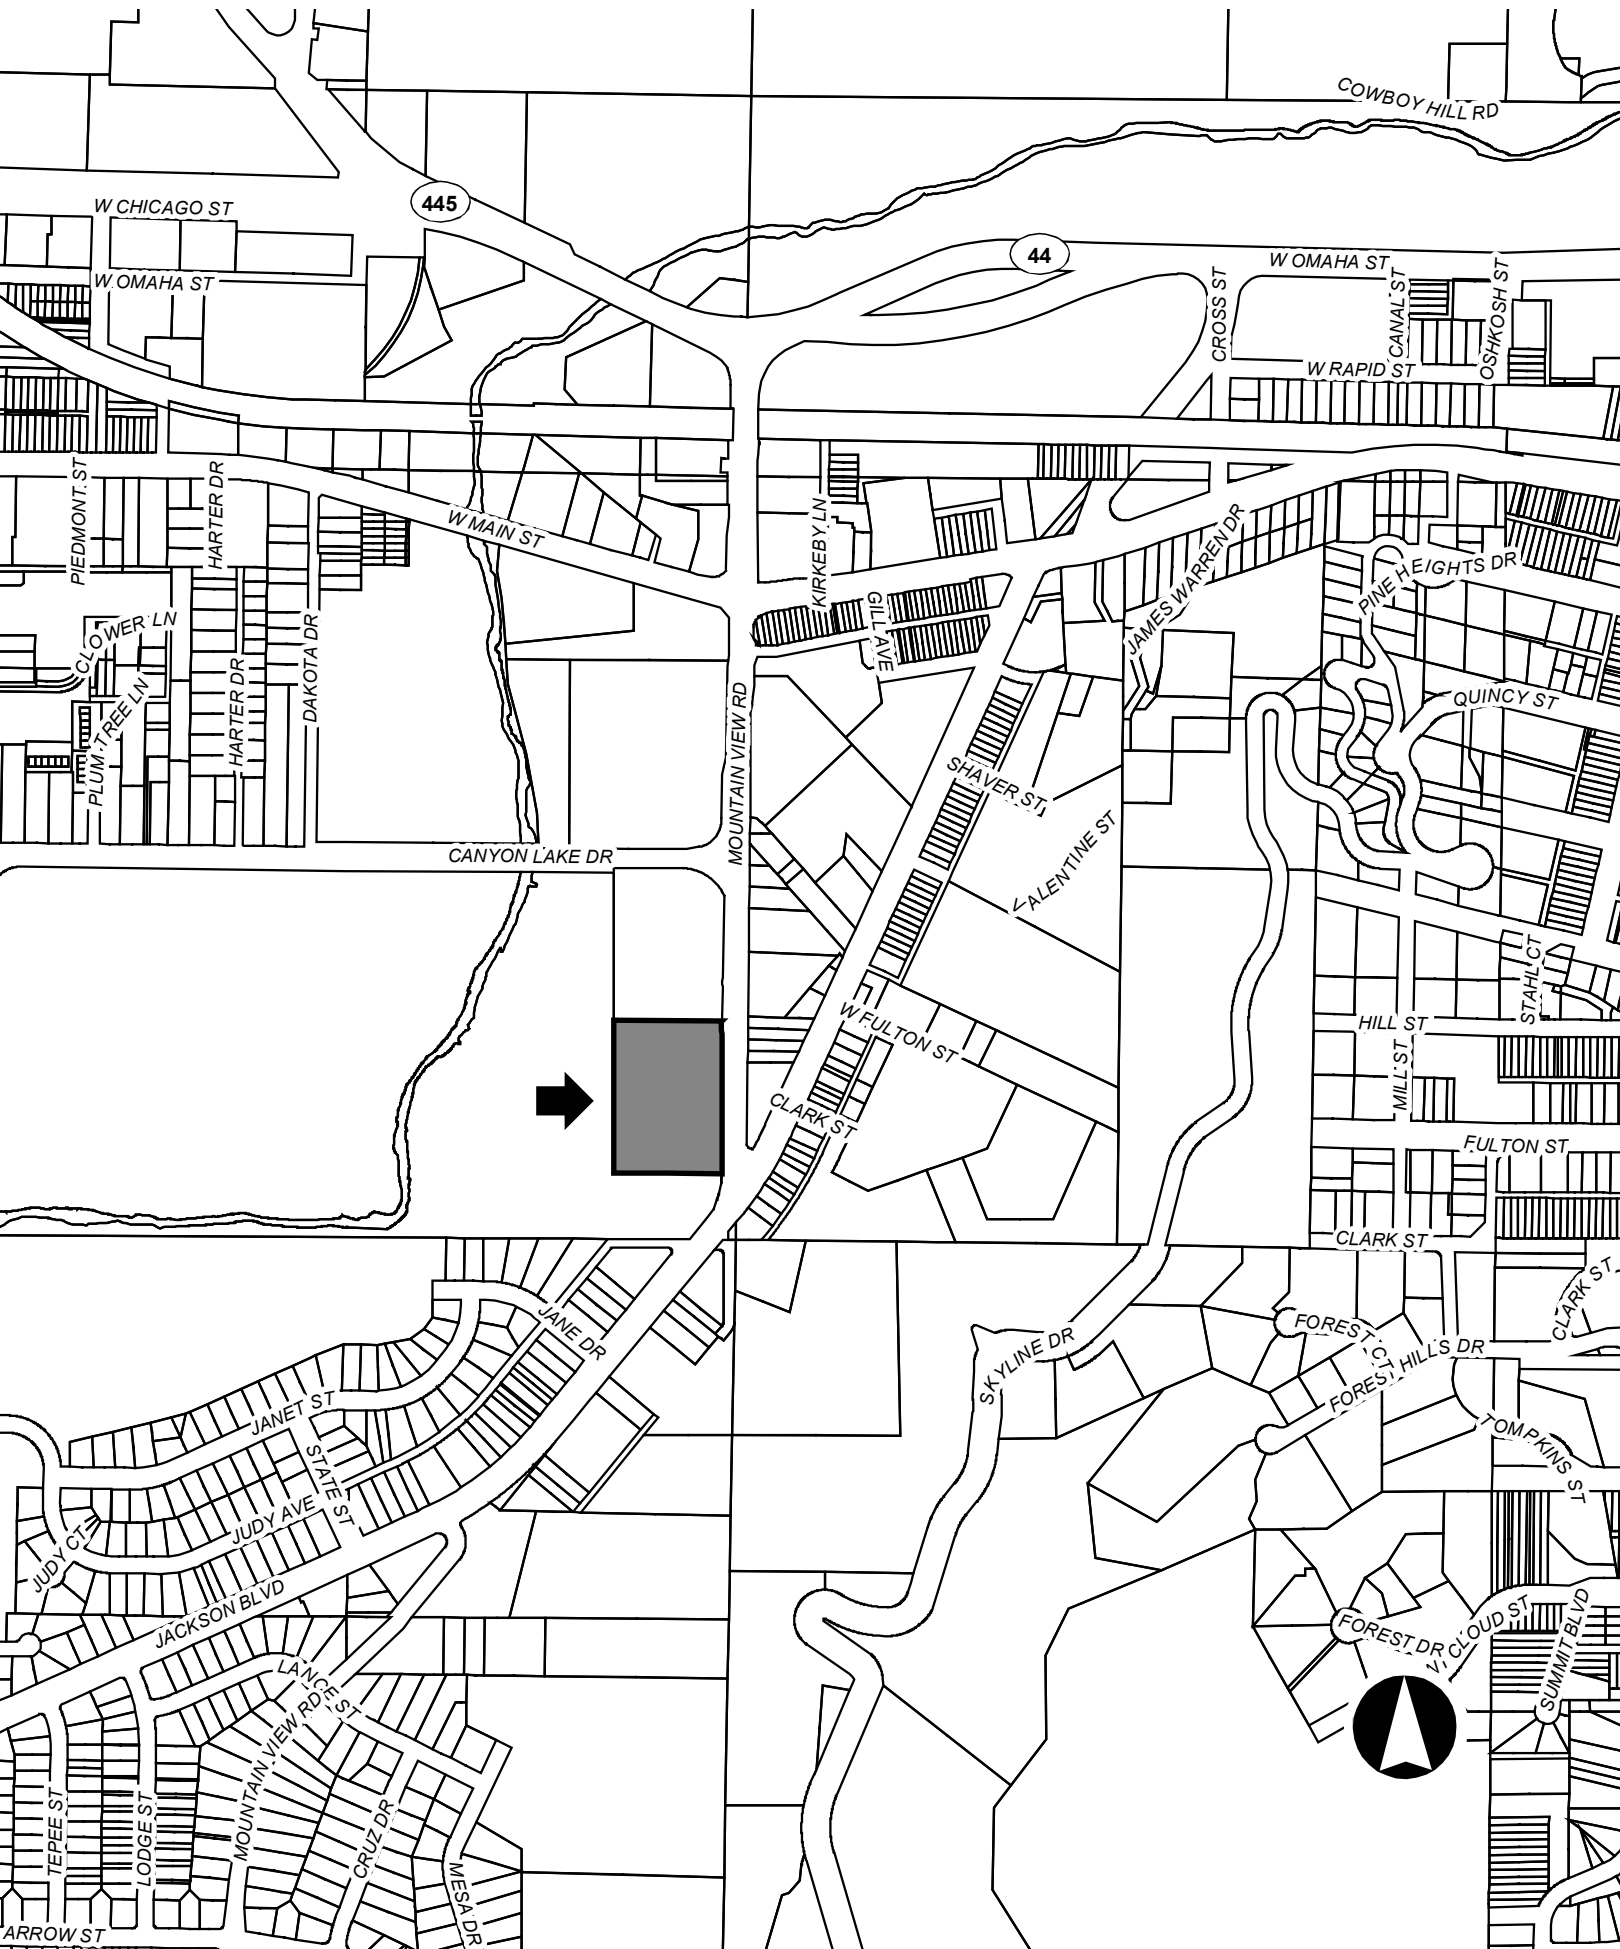 COWBOY HILL RD
W CHICAGO ST
445
44
W OMAHA ST
W OMAHA ST
CROSS ST
CANAL ST
OSHKOSH ST
W RAPID ST
PIEDMONT ST
HARTER DR
W MAIN ST
KIRKEBY LN
JAMES WARREN DR
PINE HEIGHTS DR
CLOWER LN
GILL AVE
HARTER DR
DAKOTA DR
PLUM TREE LN
MOUNTAIN VIEW RD
QUINCY ST
SHAVER ST
VALENTINE ST
CANYON LAKE DR
STAHL CT
W FULTON ST
HILL ST
MILL ST
CLARK ST
FULTON ST
CLARK ST
CLARK ST
JANE DR
SKYLINE DR
FOREST CT
FOREST HILLS DR
JANET ST
STATE ST
TOMPKINS ST
JUDY AVE
JUDY CT
JACKSON BLVD
FOREST DR
CLOUD ST
SUMMIT BLVD
LANCE ST
MOUNTAIN VIEW RD
TEPEE ST
LODGE ST
CRUZ DR
MESA DR
ARROW ST